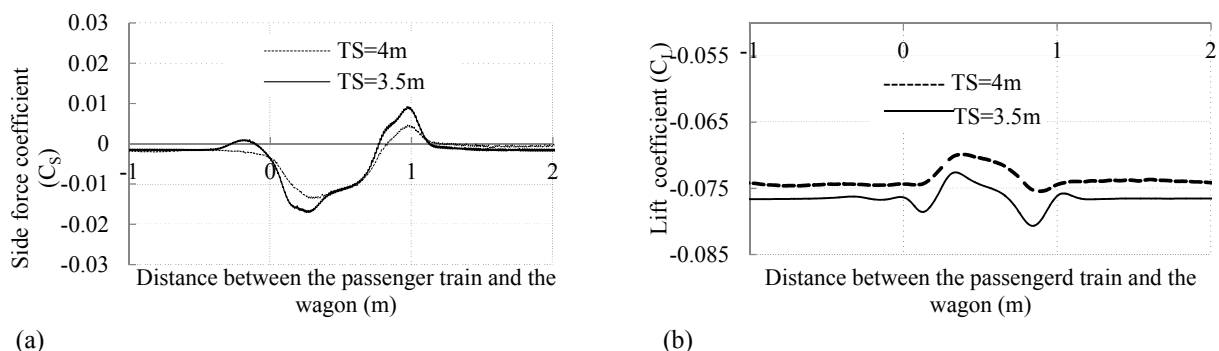 0.03
0.02
0.01
0
-0.01
-0.02
-0.03
-1
0
1
2
TS=4m
TS=3.5m
Side force coefficient
(CS)
Distance between the passenger train and the
wagon (m)
(a)
-0.055
-0.065
-0.075
-0.085
-1
0
1
2
TS=4m
TS=3.5m
Lift coefficient (CL)
Distance between the passengerd train and the
wagon (m)
(b)